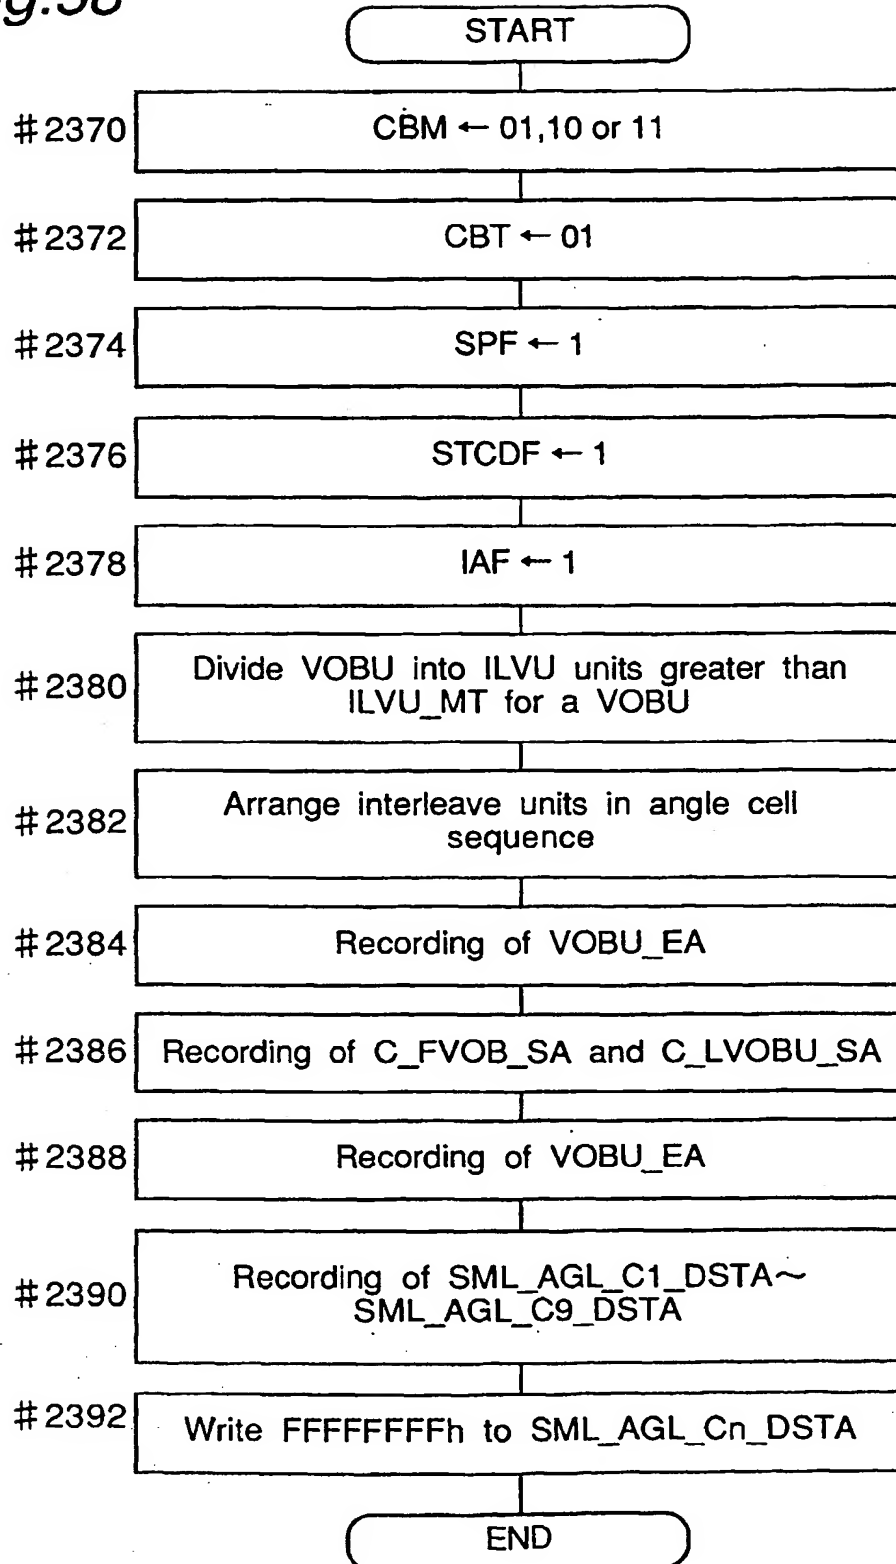 g.58
START
#2370 CBM ← 01,10 or 11
#2372 CBT ← 01
#2374 SPF ← 1
#2376 STCDF ← 1
#2378 IAF ← 1
#2380 Divide VOBU into ILVU units greater than
ILVU_MT for a VOBU
#2382 Arrange interleave units in angle cell
sequence
#2384 Recording of VOBU_EA
#2386 Recording of C_FVOB_SA and C_LVOBU_SA
#2388 Recording of VOBU_EA
#2390 Recording of SML_AGL_C1_DSTA~
SML_AGL_C9_DSTA
#2392 Write FFFFFFFFh to SML_AGL_Cn_DSTA
END